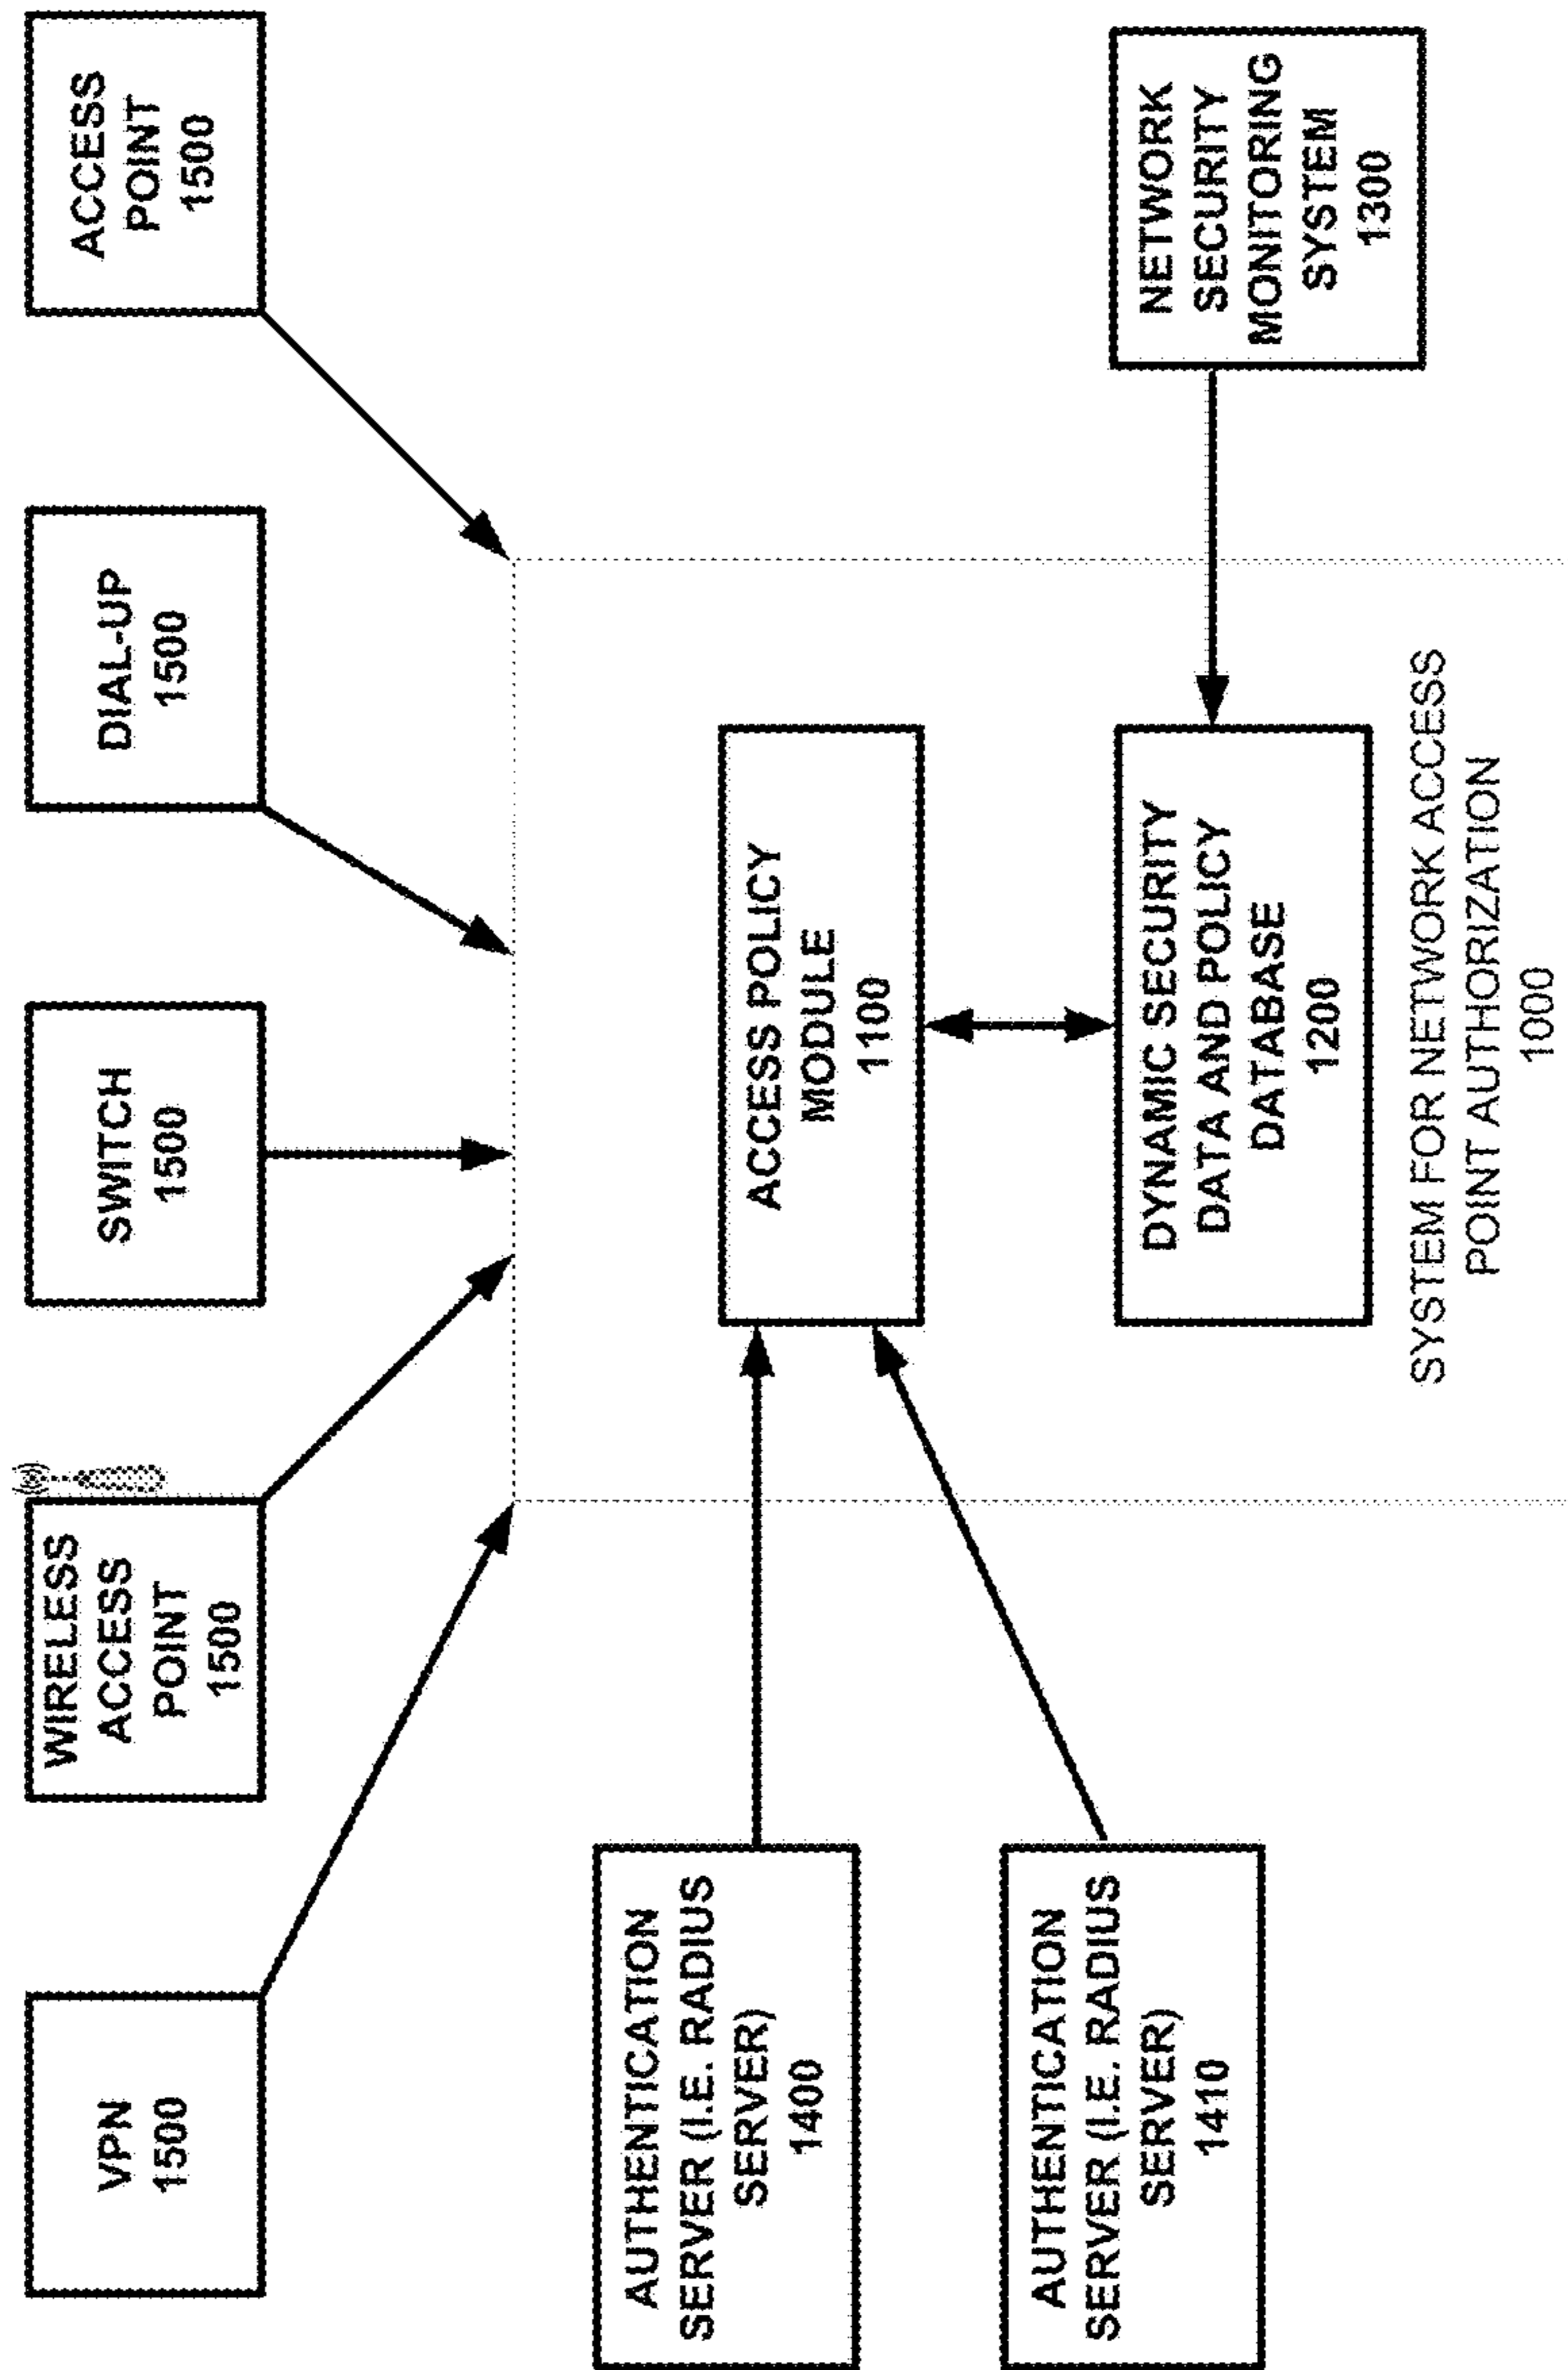 VPN
1500
WIRELESS
ACCESS
POINT
1500
SWITCH
1500
DIAL-UP
1500
ACCESS
POINT
1500
AUTHENTICATION
SERVER (I.E. RADIUS
SERVER)
1400
AUTHENTICATION
SERVER (I.E. RADIUS
SERVER)
1410
ACCESS POLICY
MODULE
1100
DYNAMIC SECURITY
DATA AND POLICY
DATABASE
1200
NETWORK
SECURITY
MONITORING
SYSTEM
1300
SYSTEM FOR NETWORK ACCESS
POINT AUTHORIZATION
1000